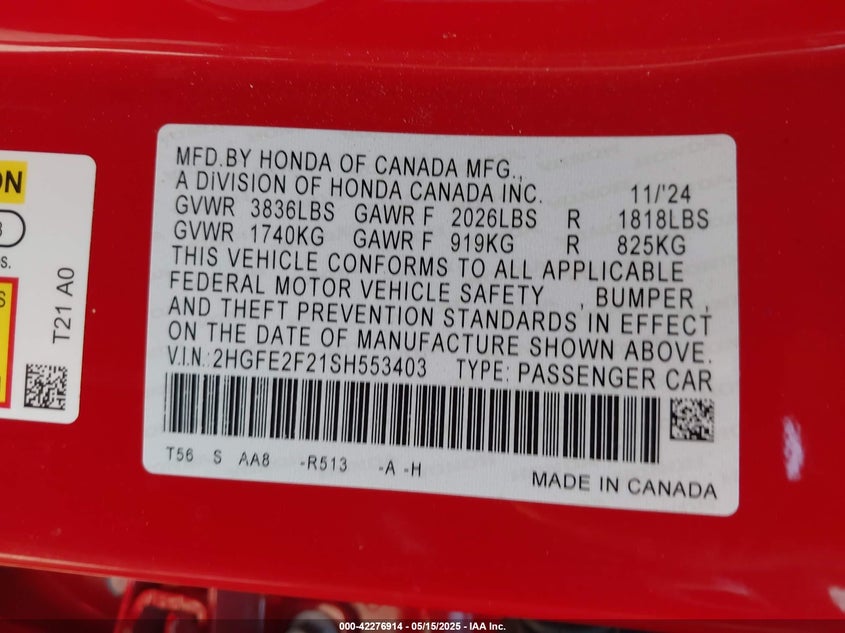 MFD.BY HONDA OF CANADA MFG.,
A DiVISION OF HONDA CANADA INC. 11/'24
GVWR 3836LBS GAWR F 2026LBS R 1818LBS
GVWR 1740KG GAWR F 919KG R 825KG
THIS VEHICLE CONFORMS TO ALL APPLICABLE
FEDERAL MOTOR VEHICLE SAFETY , BUMPER ,
AND THEFT PREVENTION STANDARDS IN EFFECT
ON THE DATE OF MANUFACTURE SHOWN ABOVE.
V.I.N.:2HGFE2F21SH553403 TYPE: PASSENGER CAR
T56 S AA8 -R513 -A -H
MADE IN CANADA
T21 A0
000-42276914 - 05/15/2025 - IAA Inc.